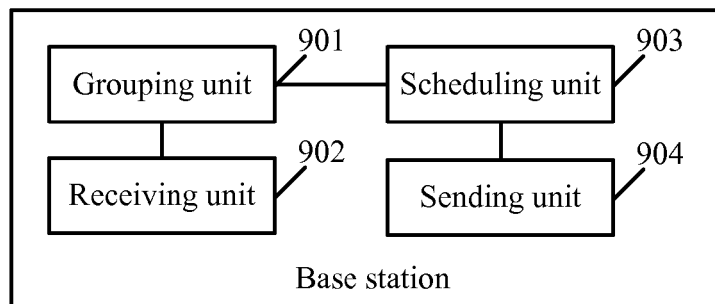 901
903
Grouping unit
Scheduling unit
902
904
Receiving unit
Sending unit
Base station